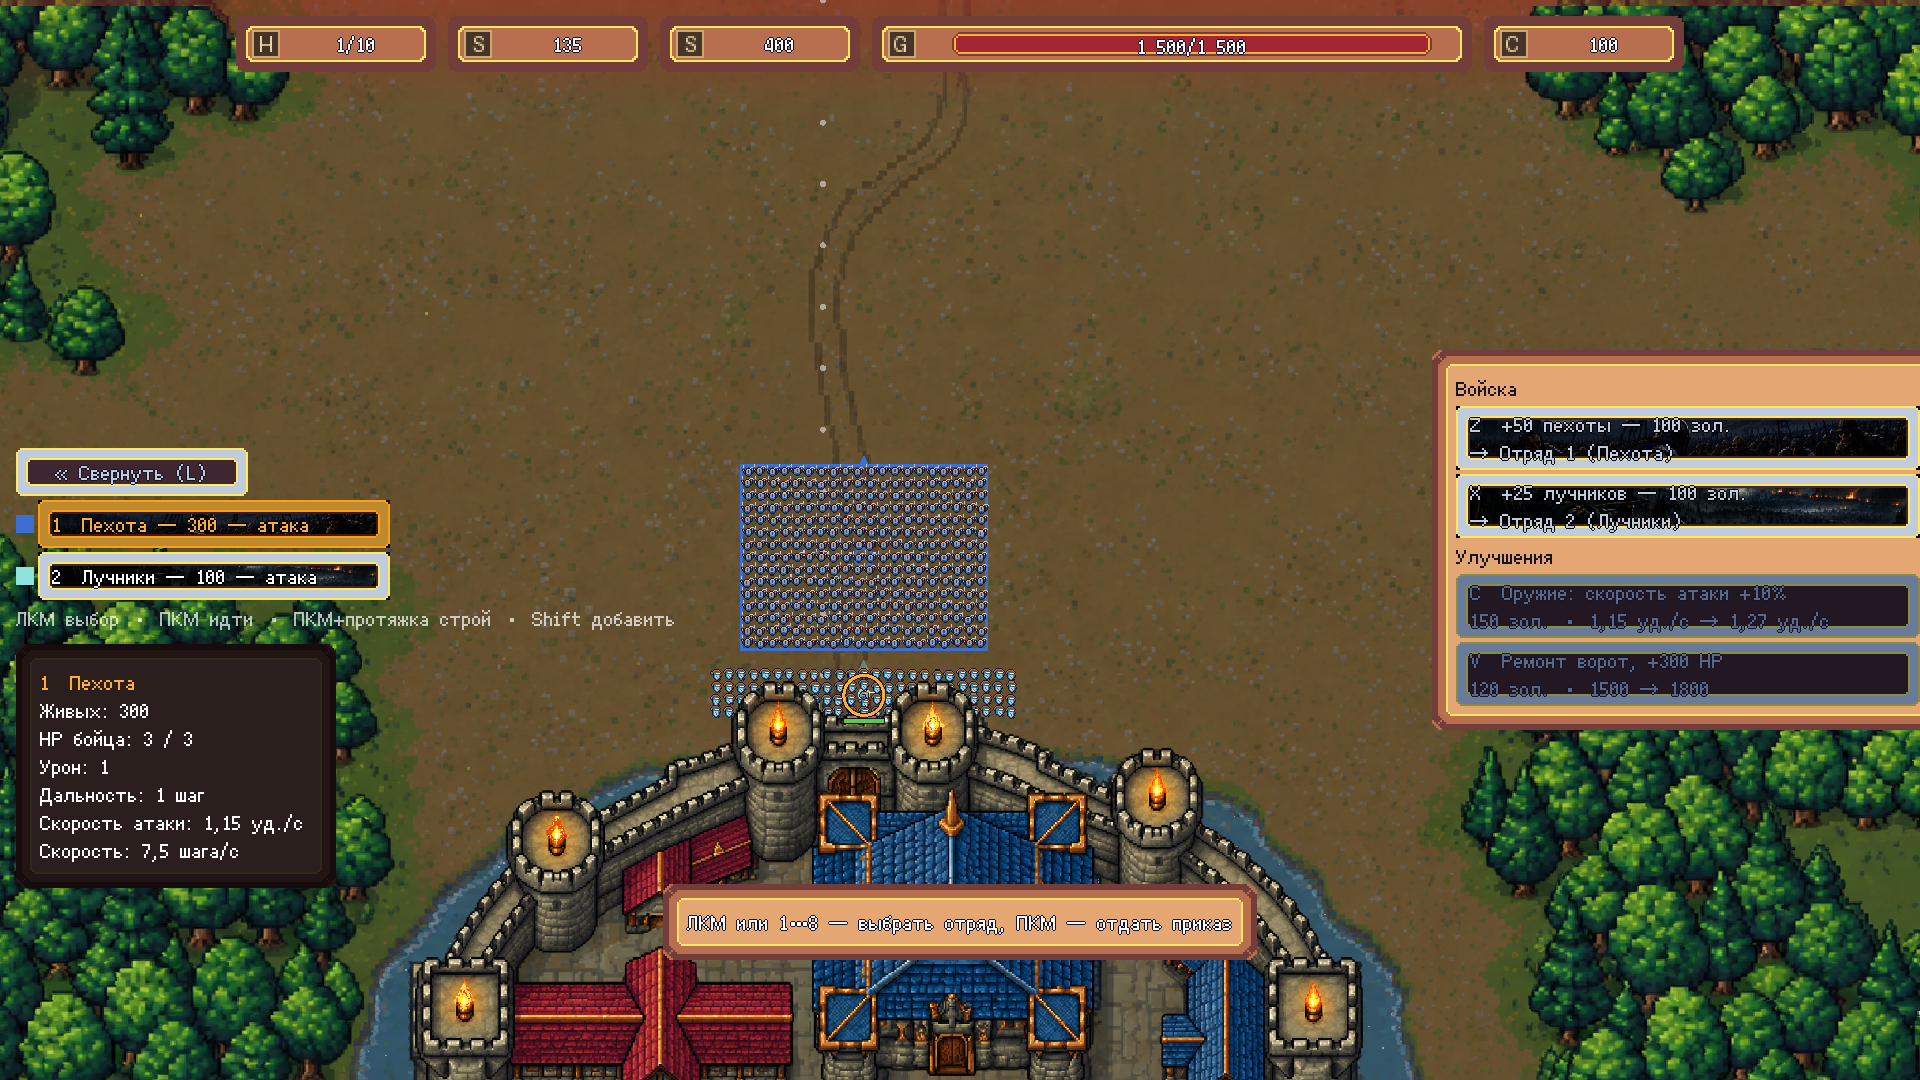 H 1/10
S 135
S 400
G 1 500/1 500
C 100
Войска
Z +50 пехоты — 100 зол.
→ Отряд 1 (Пехота)
X +25 лучников — 100 зол.
→ Отряд 2 (Лучники)
Улучшения
C Оружие: скорость атаки +10%
150 зол. · 1,15 уд./с → 1,27 уд./с
V Ремонт ворот, +300 HP
120 зол. · 1500 → 1800
« Свернуть (L)
1 Пехота — 300 — атака
2 Лучники — 100 — атака
ЛКМ выбор · ПКМ идти · ПКМ+протяжка строй · Shift добавить
1 Пехота
Живых: 300
HP бойца: 3 / 3
Урон: 1
Дальность: 1 шаг
Скорость атаки: 1,15 уд./с
Скорость: 7,5 шага/с
ЛКМ или 1…8 — выбрать отряд, ПКМ — отдать приказ